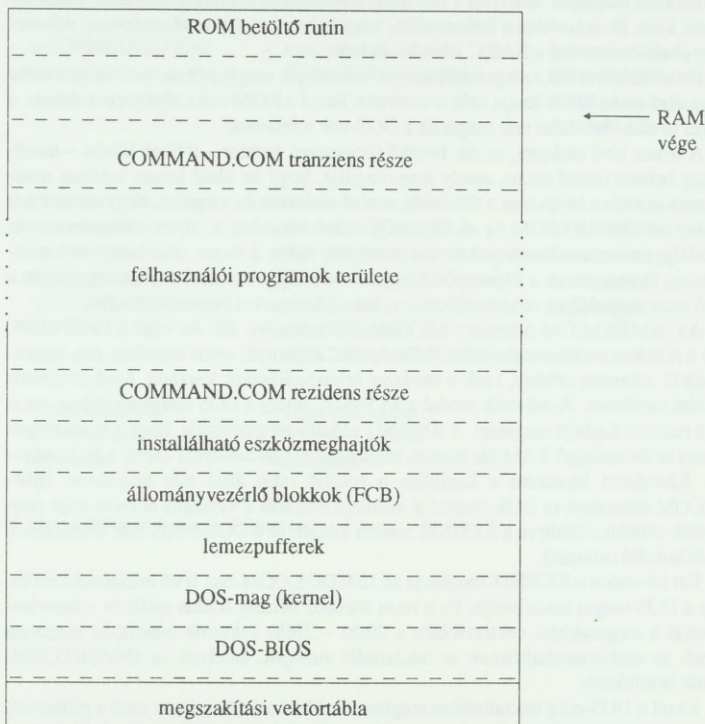 ROM betöltő rutin
RAM
vége
COMMAND.COM tranziens része
felhasználói programok területe
COMMAND.COM rezidens része
installálható eszközmeghajtók
állományvezérlő blokkok (FCB)
lemezpufferek
DOS-mag (kernel)
DOS-BIOS
megszakítási vektortábla